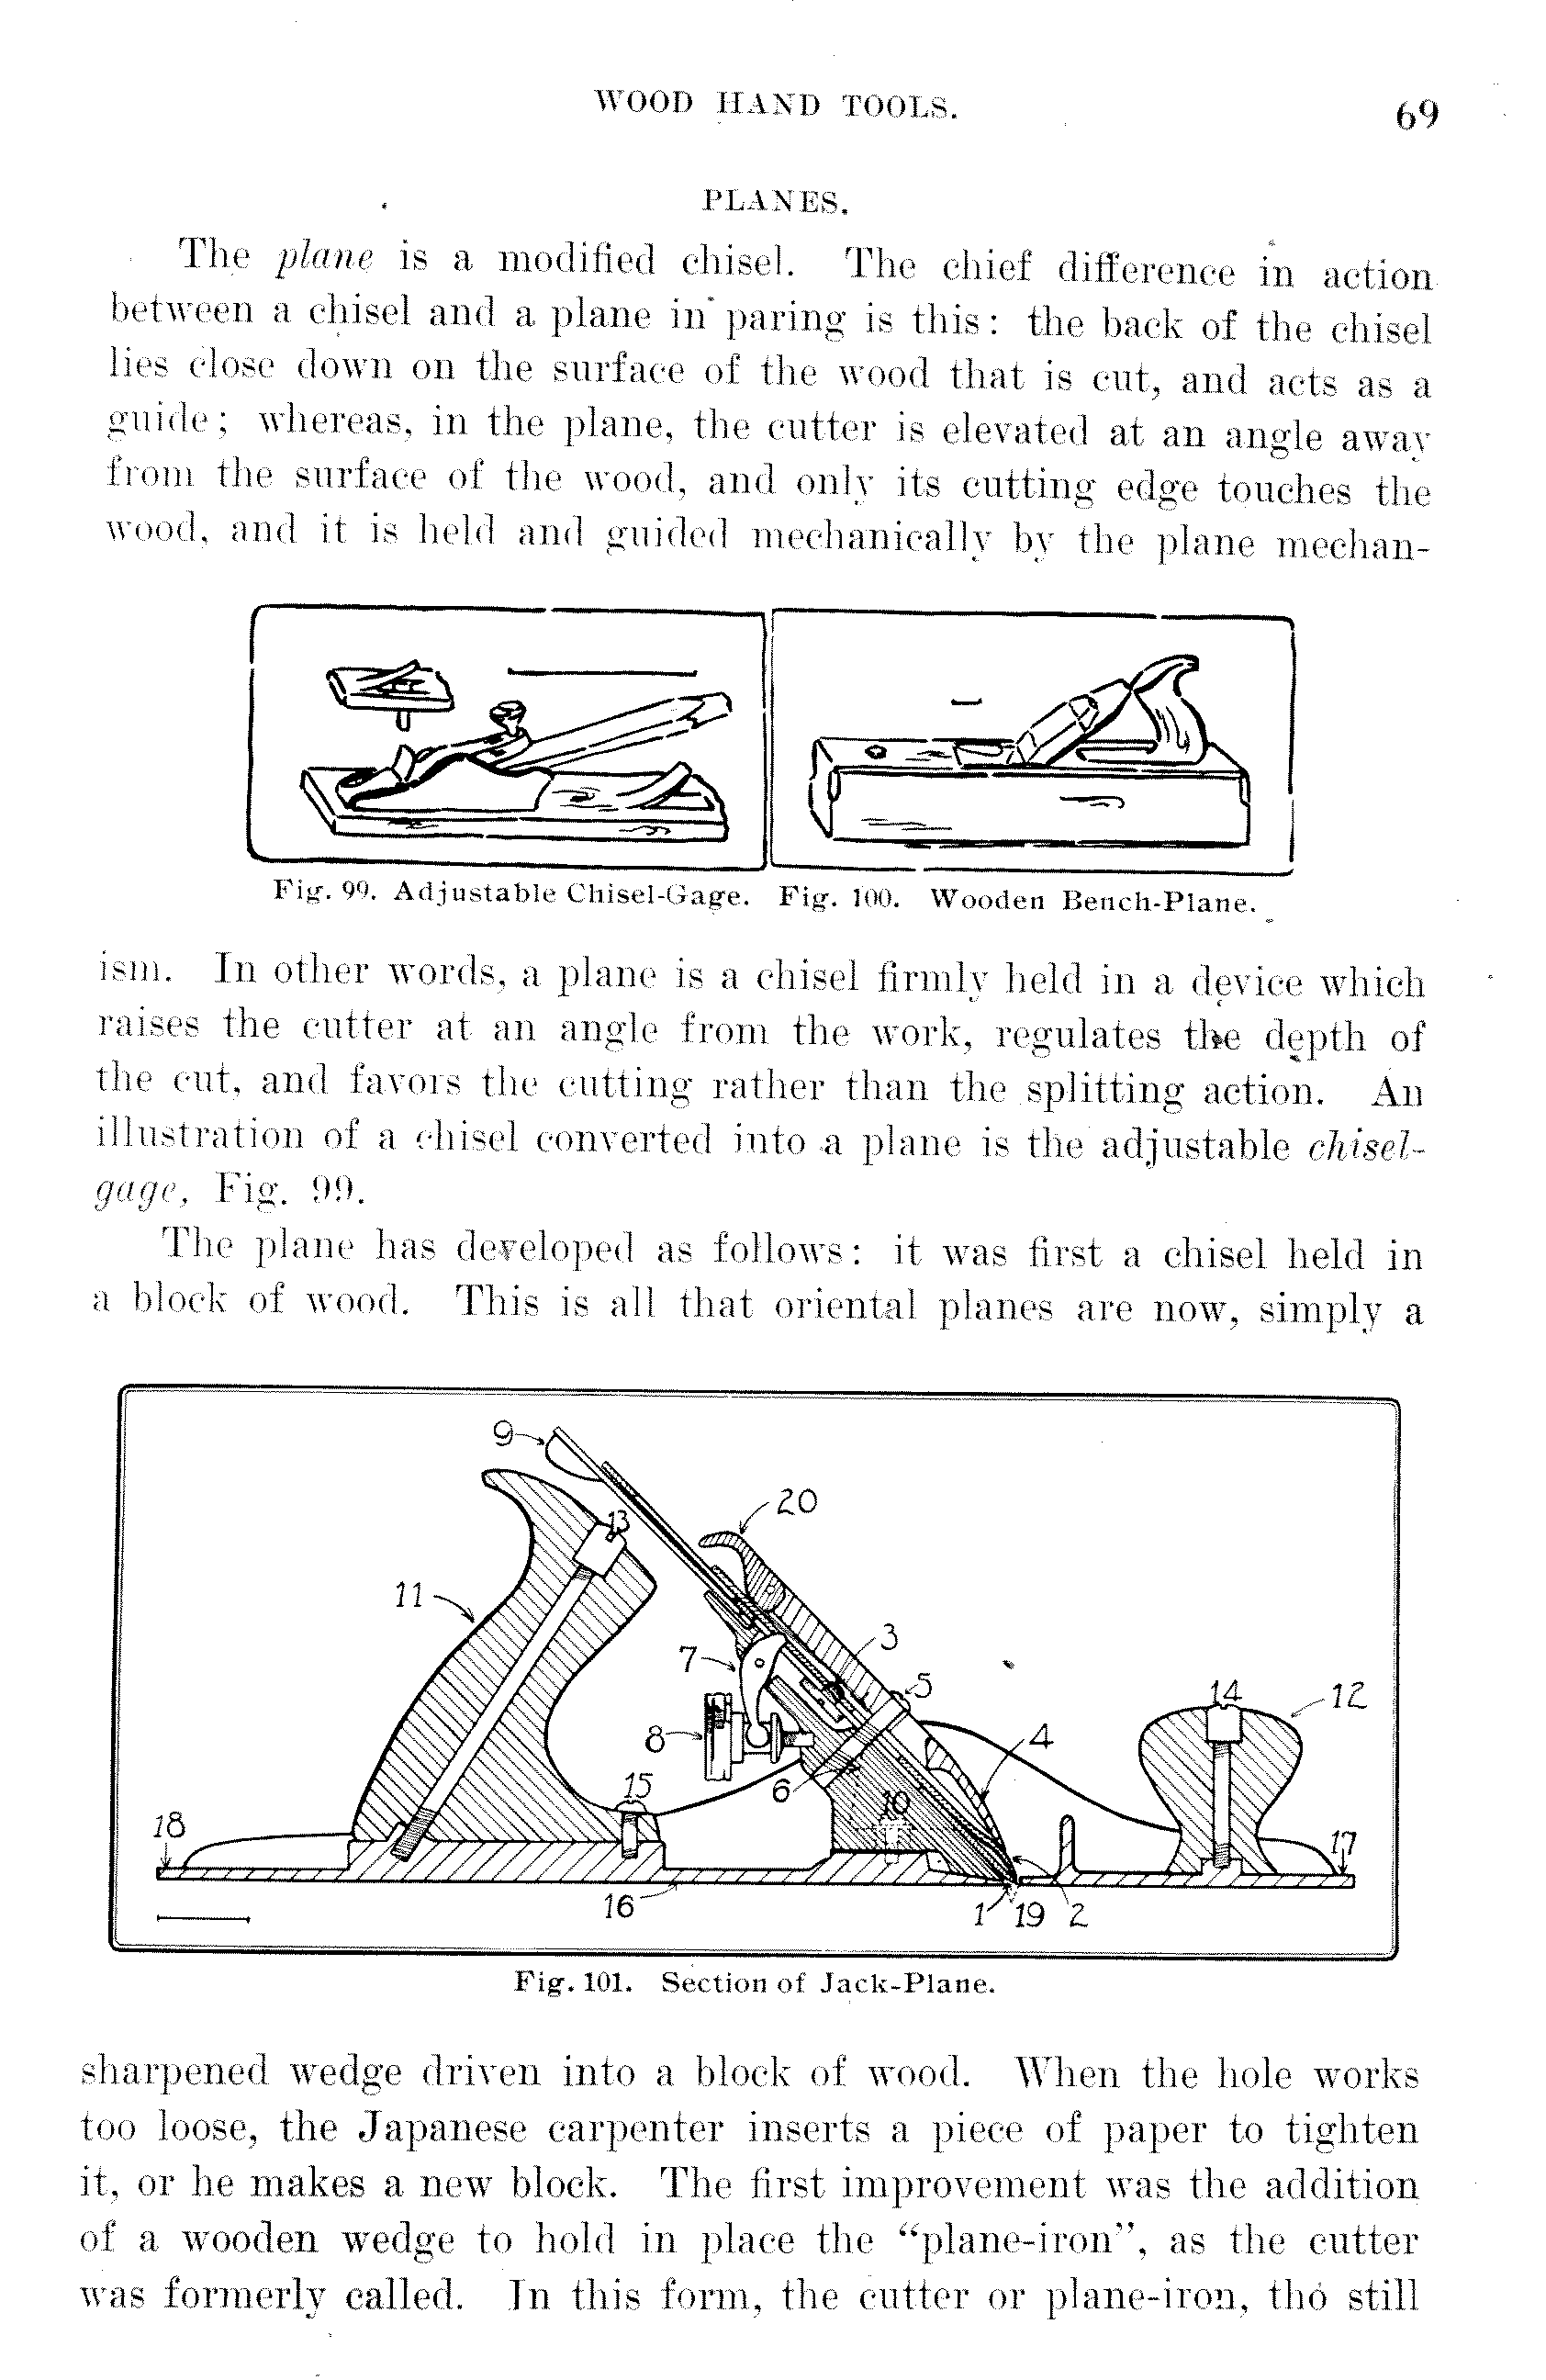 WOOD HAND TOOLS.
69
PLANES.
The plane is a modified chisel. The chief difference in action
between a chisel and a plane in paring is this: the back of the chisel
lies close down on the surface of the wood that is cut, and acts as a
guide; whereas, in the plane, the cutter is elevated at an angle away
from the surface of the wood, and only its cutting edge touches the
wood, and it is held and guided mechanically by the plane mechan-
Fig. 99. Adjustable Chisel-Gage.
Fig. 100. Wooden Bench-Plane.
ism. In other words, a plane is a chisel firmly held in a device which
raises the cutter at an angle from the work, regulates the depth of
the cut, and favors the cutting rather than the splitting action. An
illustration of a chisel converted into a plane is the adjustable chisel-
gage, Fig. 99.
The plane has developed as follows: it was first a chisel held in
a block of wood. This is all that oriental planes are now, simply a
9
20
13
11
3
7
5
14
12
8
4
15
6
10
18
17
16
1
19
2
Fig. 101. Section of Jack-Plane.
sharpened wedge driven into a block of wood. When the hole works
too loose, the Japanese carpenter inserts a piece of paper to tighten
it, or he makes a new block. The first improvement was the addition
of a wooden wedge to hold in place the “plane-iron”, as the cutter
was formerly called. In this form, the cutter or plane-iron, tho still